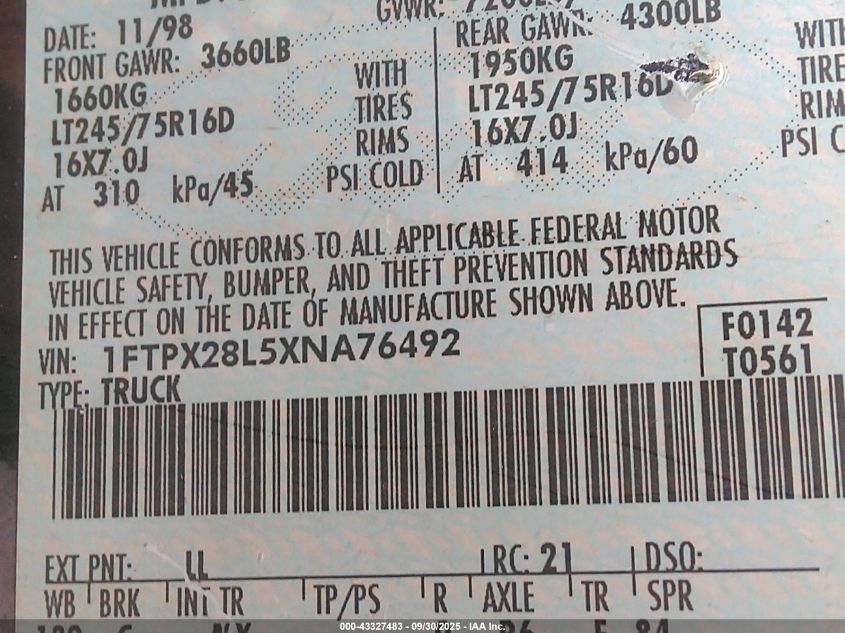 GVWR:
DATE: 11/98
FRONT GAWR: 3660LB
1660KG
WITH
LT245/75R16D
TIRES
16X7.0J
RIMS
AT 310 kPa/45
PSI COLD
REAR GAWR: 4300LB
1950KG
WITH
LT245/75R16D
TIRE
16X7.0J
RIM
AT 414 kPa/60
PSI C
THIS VEHICLE CONFORMS TO ALL APPLICABLE FEDERAL MOTOR
VEHICLE SAFETY, BUMPER, AND THEFT PREVENTION STANDARDS
IN EFFECT ON THE DATE OF MANUFACTURE SHOWN ABOVE.
F0142
VIN: 1FTPX28L5XNA76492
T0561
TYPE: TRUCK
EXT PNT: LL RC: 21 DSO:
WB BRK INT TR TP/PS R AXLE TR SPR
000-43327483 - 09/30/2025 - IAA Inc.